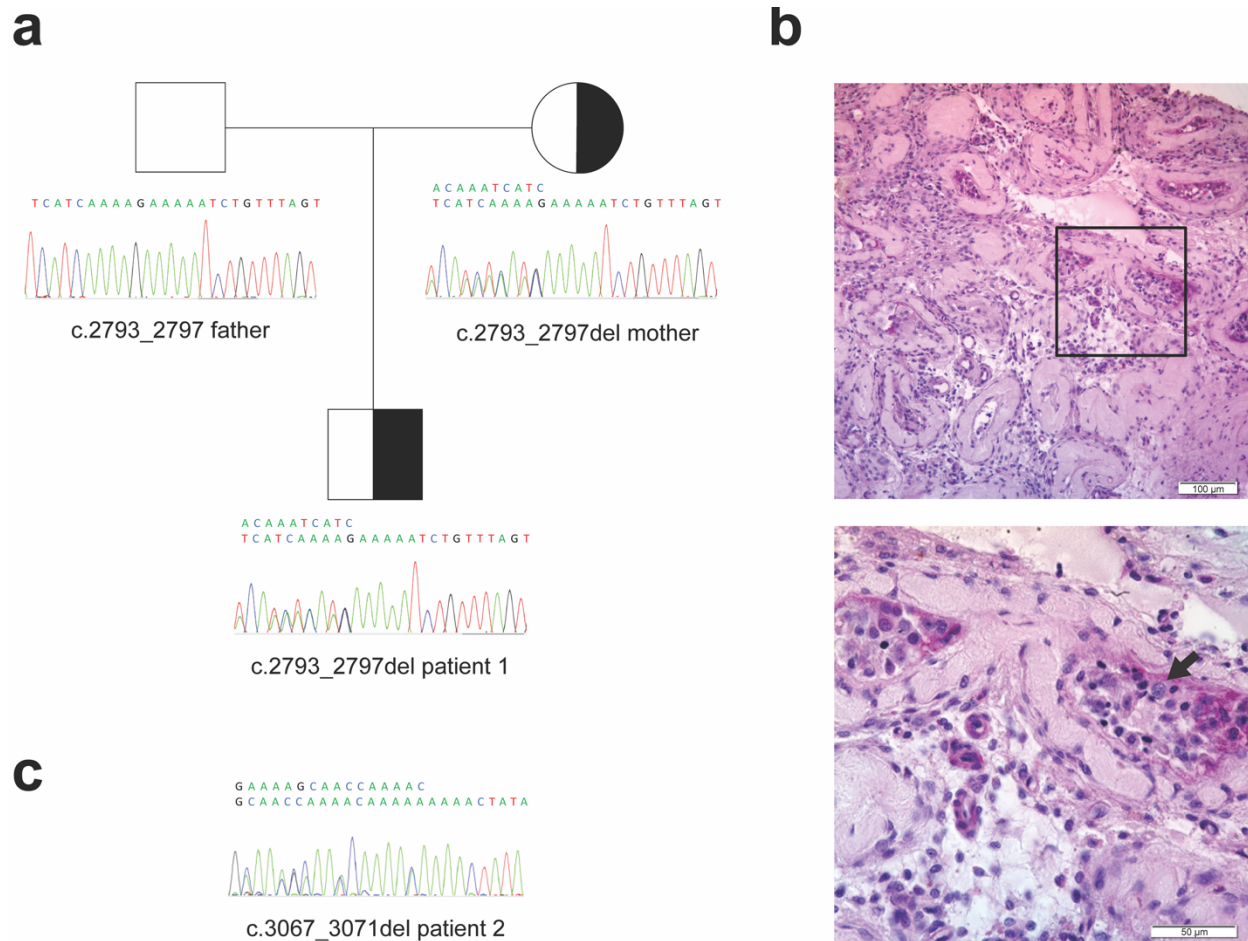 a
b
TCATCAAAAGAAAAATCTGTTTAGT
ACAAATCATC
TCATCAAAAGAAAAATCTGTTTAGT
c.2793_2797 father
c.2793_2797del mother
100 µm
ACAAATCATC
TCATCAAAAGAAAAATCTGTTTAGT
c.2793_2797del patient 1
c
GAAAAGCAACCAAAAC
GCAACCAAAACAAAAAAAAACTATA
c.3067_3071del patient 2
50 µm